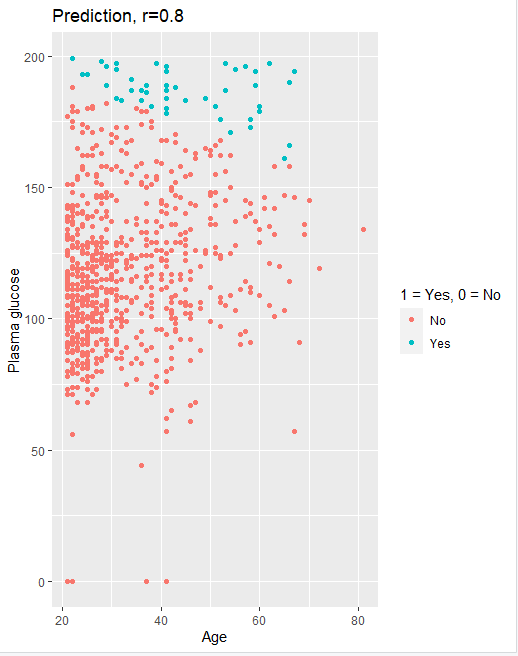 Prediction, r=0.8
200
150
100
50
0
Plasma glucose
20 40 60 80
Age
1 = Yes, 0 = No
No
Yes